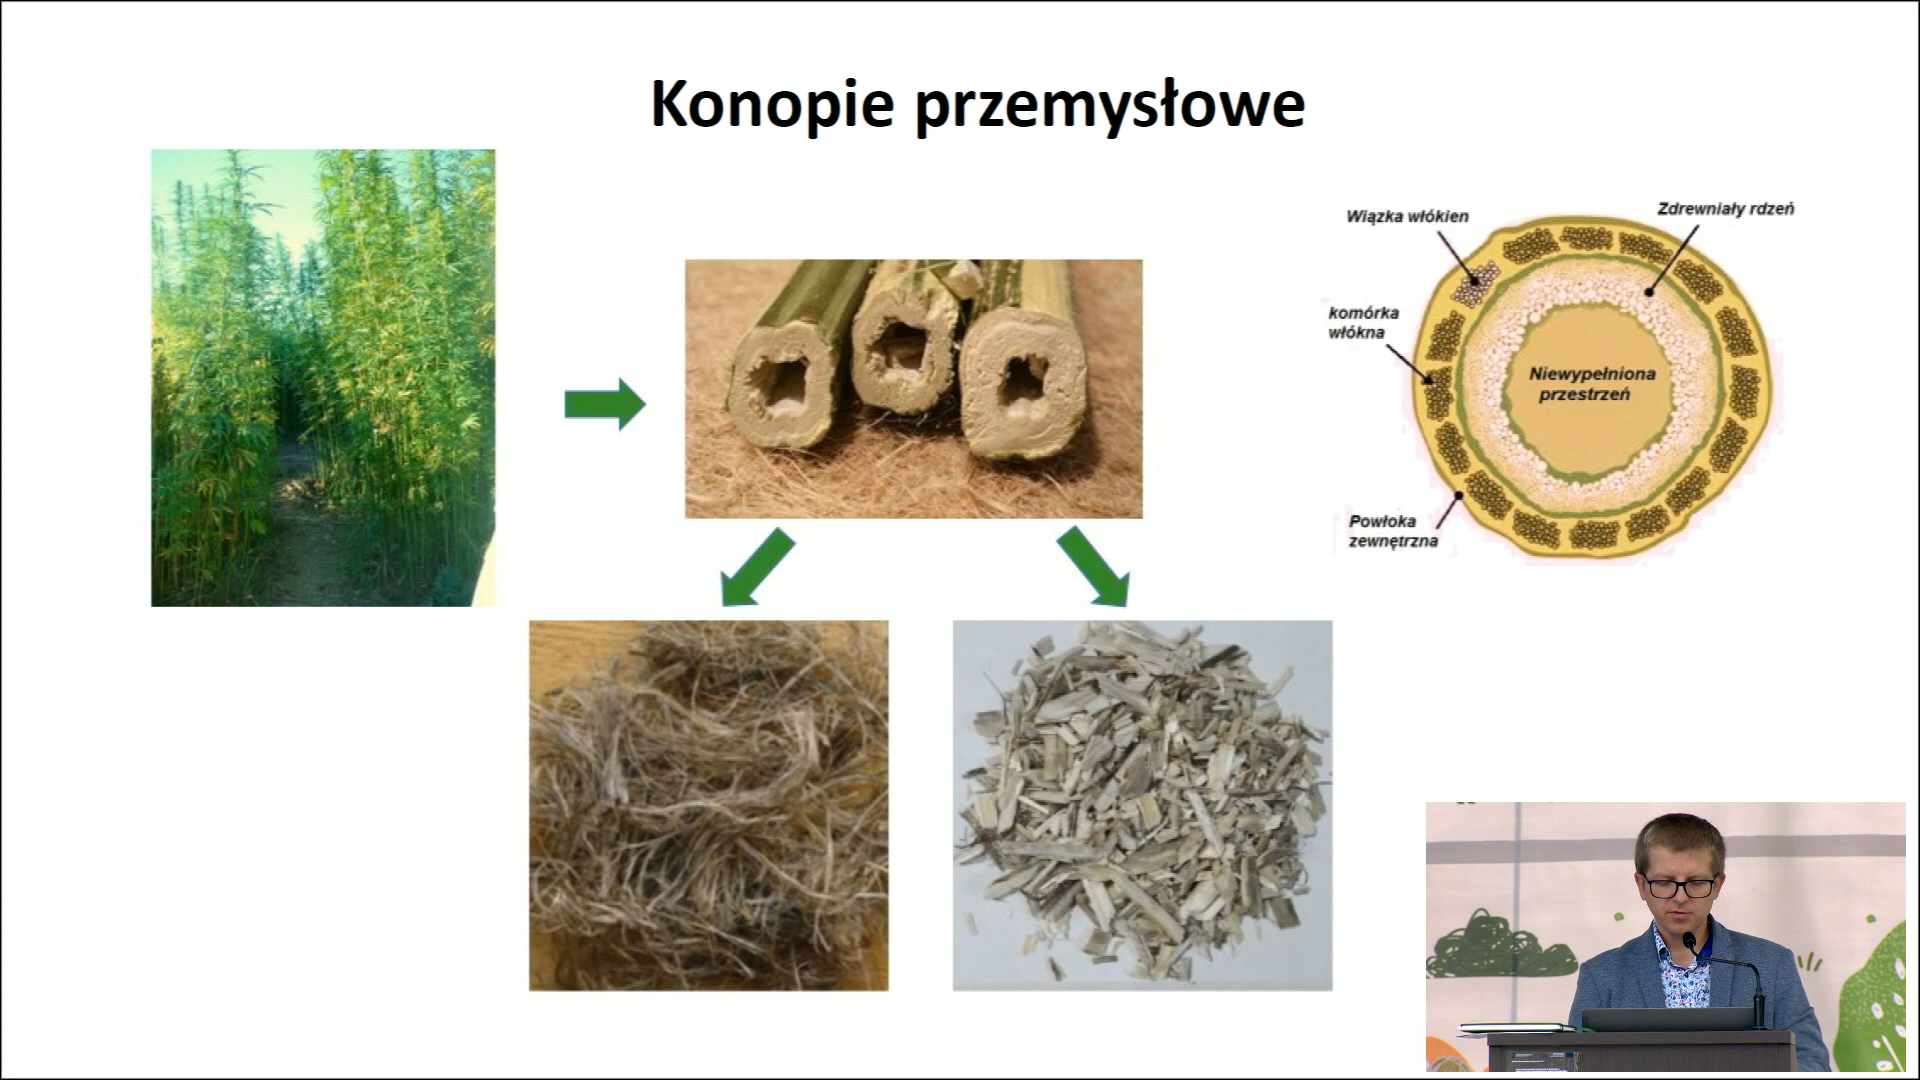 Konopie przemysłowe
Wiązka włókien
Zdrewniały rdzeń
komórka
włókna
Niewypełniona
przestrzeń
Powłoka
zewnętrzna